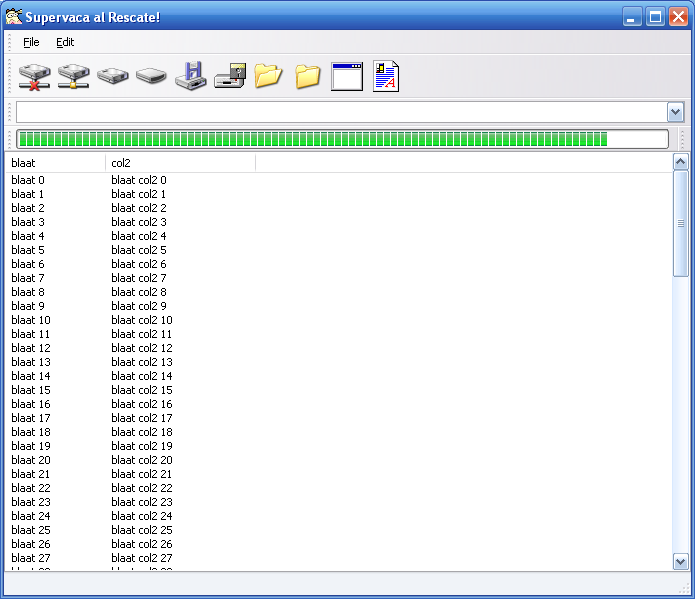 Supervaca al Rescate!
File Edit
blaat col2
blaat 0 blaat col2 0
blaat 1 blaat col2 1
blaat 2 blaat col2 2
blaat 3 blaat col2 3
blaat 4 blaat col2 4
blaat 5 blaat col2 5
blaat 6 blaat col2 6
blaat 7 blaat col2 7
blaat 8 blaat col2 8
blaat 9 blaat col2 9
blaat 10 blaat col2 10
blaat 11 blaat col2 11
blaat 12 blaat col2 12
blaat 13 blaat col2 13
blaat 14 blaat col2 14
blaat 15 blaat col2 15
blaat 16 blaat col2 16
blaat 17 blaat col2 17
blaat 18 blaat col2 18
blaat 19 blaat col2 19
blaat 20 blaat col2 20
blaat 21 blaat col2 21
blaat 22 blaat col2 22
blaat 23 blaat col2 23
blaat 24 blaat col2 24
blaat 25 blaat col2 25
blaat 26 blaat col2 26
blaat 27 blaat col2 27